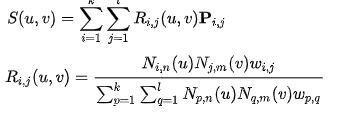 S(u, v) = \sum_{i=1}^{k} \sum_{j=1}^{l} R_{i,j}(u, v) \mathbf{P}_{i,j}
R_{i,j}(u, v) = \frac{N_{i,n}(u) N_{j,m}(v) w_{i,j}}{\sum_{p=1}^{k} \sum_{q=1}^{l} N_{p,n}(u) N_{q,m}(v) w_{p,q}}